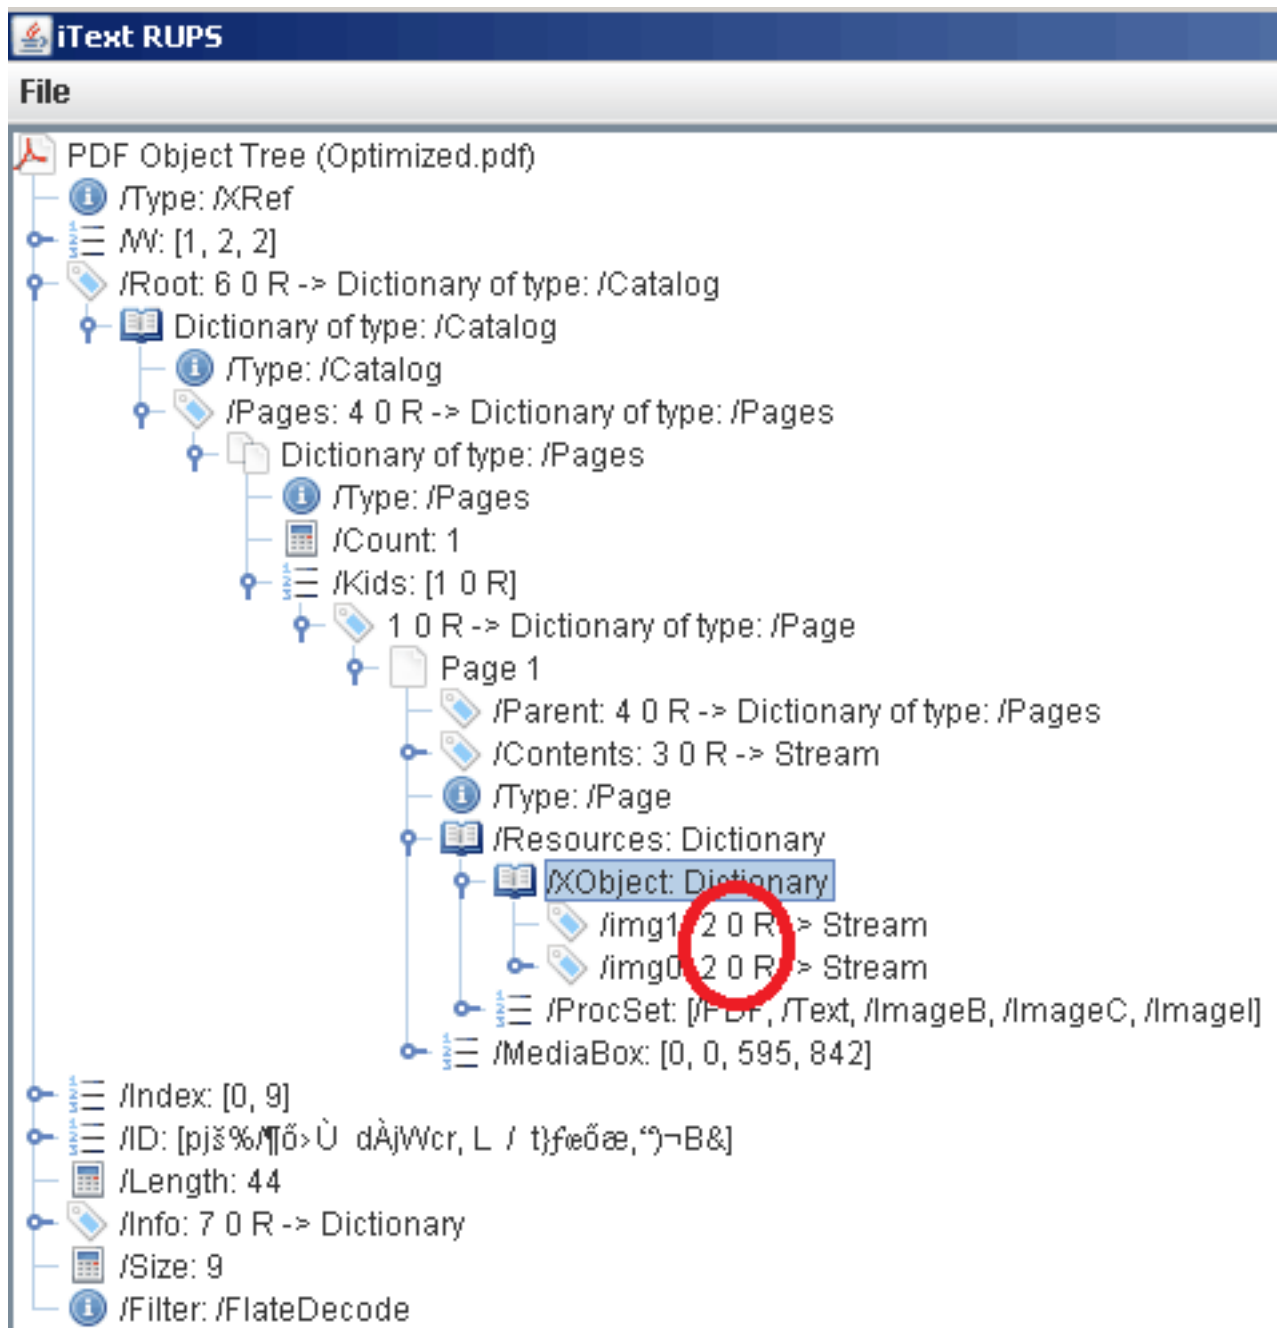 iText RUPS
File
PDF Object Tree (Optimized.pdf)
/Type: /XRef
/W: [1, 2, 2]
/Root: 6 0 R -> Dictionary of type: /Catalog
Dictionary of type: /Catalog
/Type: /Catalog
/Pages: 4 0 R -> Dictionary of type: /Pages
Dictionary of type: /Pages
/Type: /Pages
/Count: 1
/Kids: [1 0 R]
1 0 R -> Dictionary of type: /Page
Page 1
/Parent: 4 0 R -> Dictionary of type: /Pages
/Contents: 3 0 R -> Stream
/Type: /Page
/Resources: Dictionary
/XObject: Dictionary
/img1: 2 0 R -> Stream
/img0: 2 0 R -> Stream
/ProcSet: [/PDF, /Text, /ImageB, /ImageC, /ImageI]
/MediaBox: [0, 0, 595, 842]
/Index: [0, 9]
/ID: [pjš%/¶ő›Ù dÀjWcr, L / t}ƒœőæ,“)¬B&]
/Length: 44
/Info: 7 0 R -> Dictionary
/Size: 9
/Filter: /FlateDecode